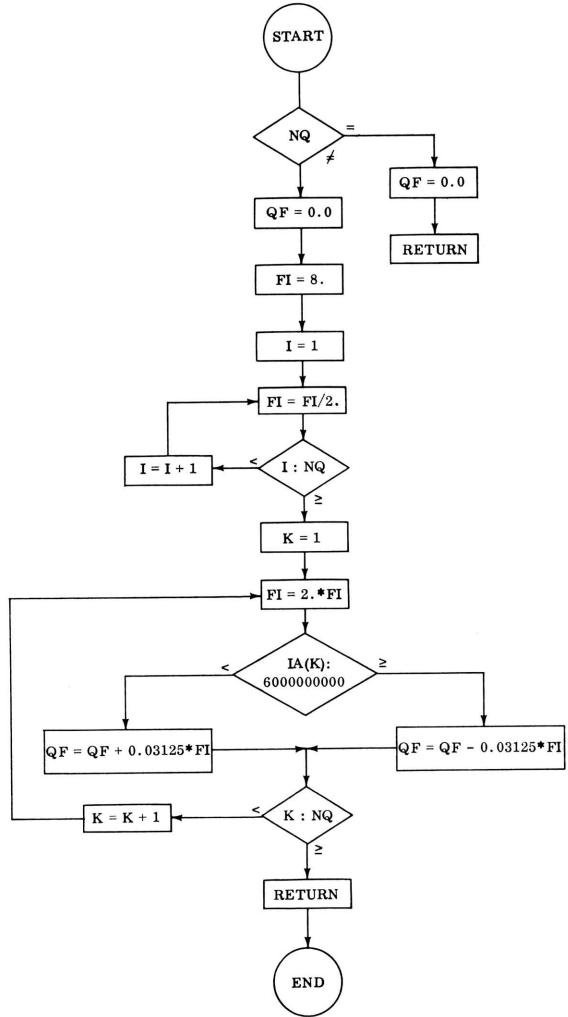 START
NQ
=
≠
QF = 0.0
QF = 0.0
RETURN
FI = 8.
I = 1
FI = FI/2.
I = I + 1
<
I : NQ
≥
K = 1
FI = 2.*FI
<
IA(K):
6000000000
≥
QF = QF + 0.03125*FI
QF = QF - 0.03125*FI
K = K + 1
<
K : NQ
≥
RETURN
END